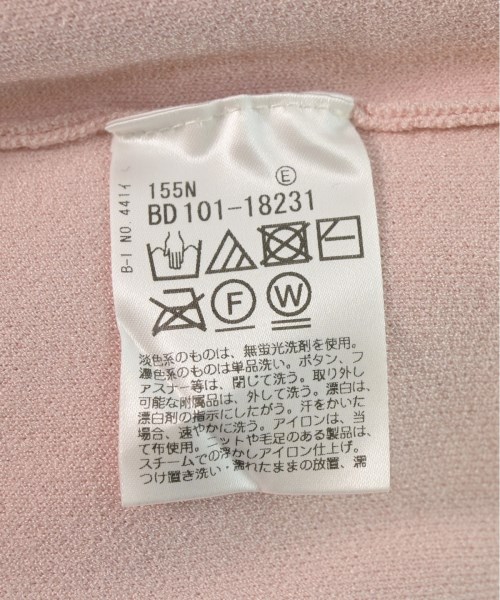 B-I NO.441イ
155N
E
BD101-18231
F W
淡色系のものは、無蛍光洗剤を使用。
濃色系のものは単品洗い。ボタン、フ
ァスナー等は、閉じて洗う。取り外し
可能な附属品は、外して洗う。漂白は、
漂白剤の指示にしたがう。汗をかいた
場合、速やかに洗う。アイロンは、当
て布使用。ニットや毛足のある製品は、
スチームでの浮かしアイロン仕上げ。
つけ置き洗い・濡れたままの放置、濡